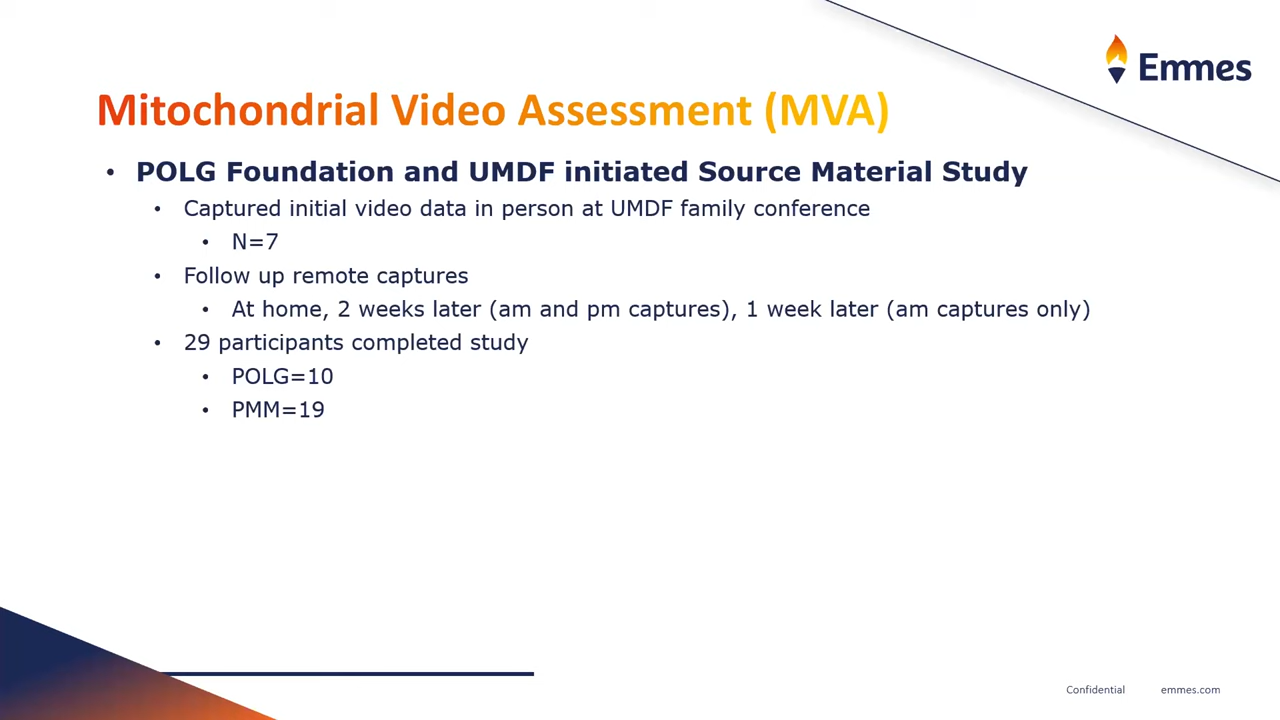 Emmes
Mitochondrial Video Assessment (MVA)
• POLG Foundation and UMDF initiated Source Material Study
• Captured initial video data in person at UMDF family conference
• N=7
• Follow up remote captures
• At home, 2 weeks later (am and pm captures), 1 week later (am captures only)
• 29 participants completed study
• POLG=10
• PMM=19
Confidential emmes.com